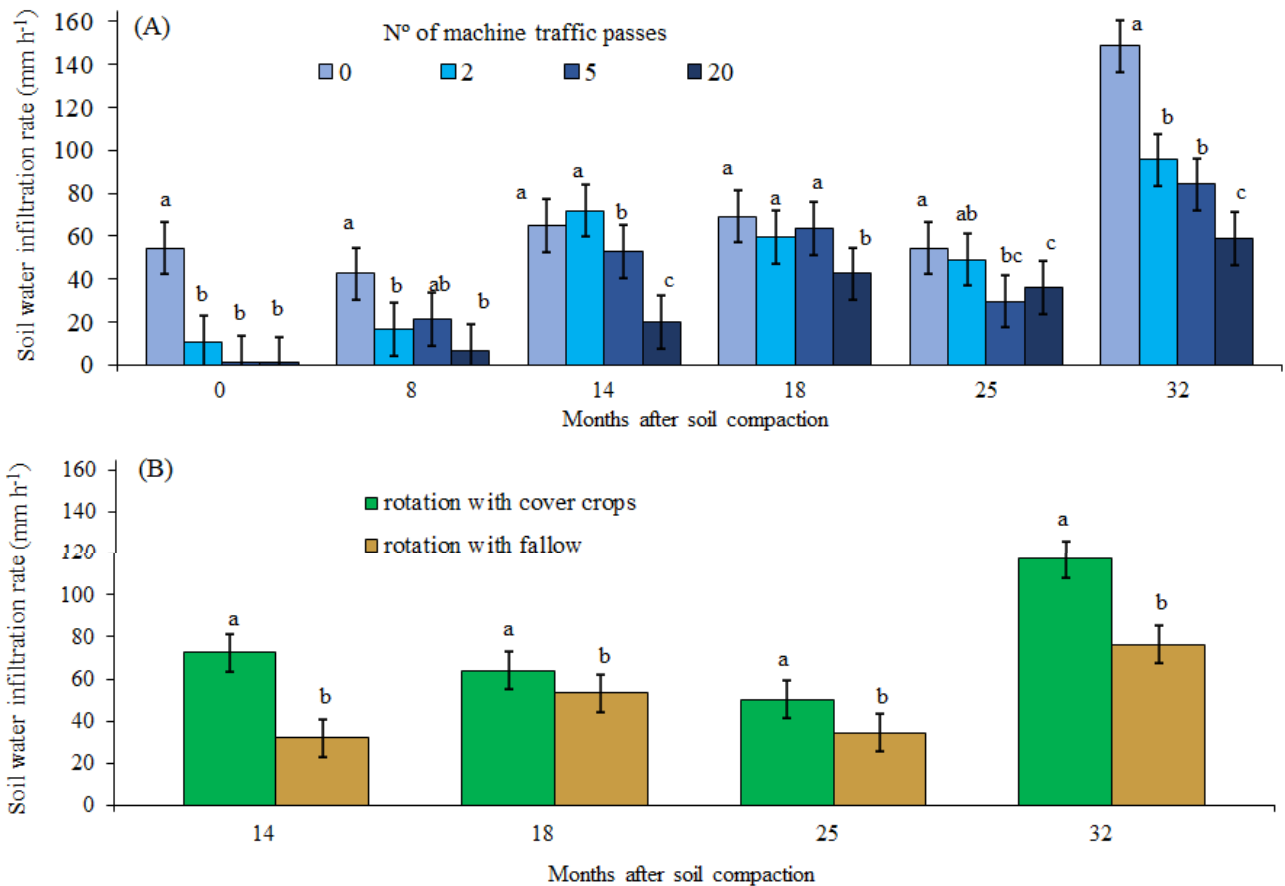 (A)
Nº of machine traffic passes
0 2 5 20
Soil water infiltration rate (mm h-1)
160
140
120
100
80
60
40
20
0
a b b b
a b ab b
a a b c
a a a b
a ab bc c
a b b c
0 8 14 18 25 32
Months after soil compaction
(B)
rotation with cover crops
rotation with fallow
Soil water infiltration rate (mm h-1)
160
140
120
100
80
60
40
20
0
a b
a b
a b
a b
14 18 25 32
Months after soil compaction